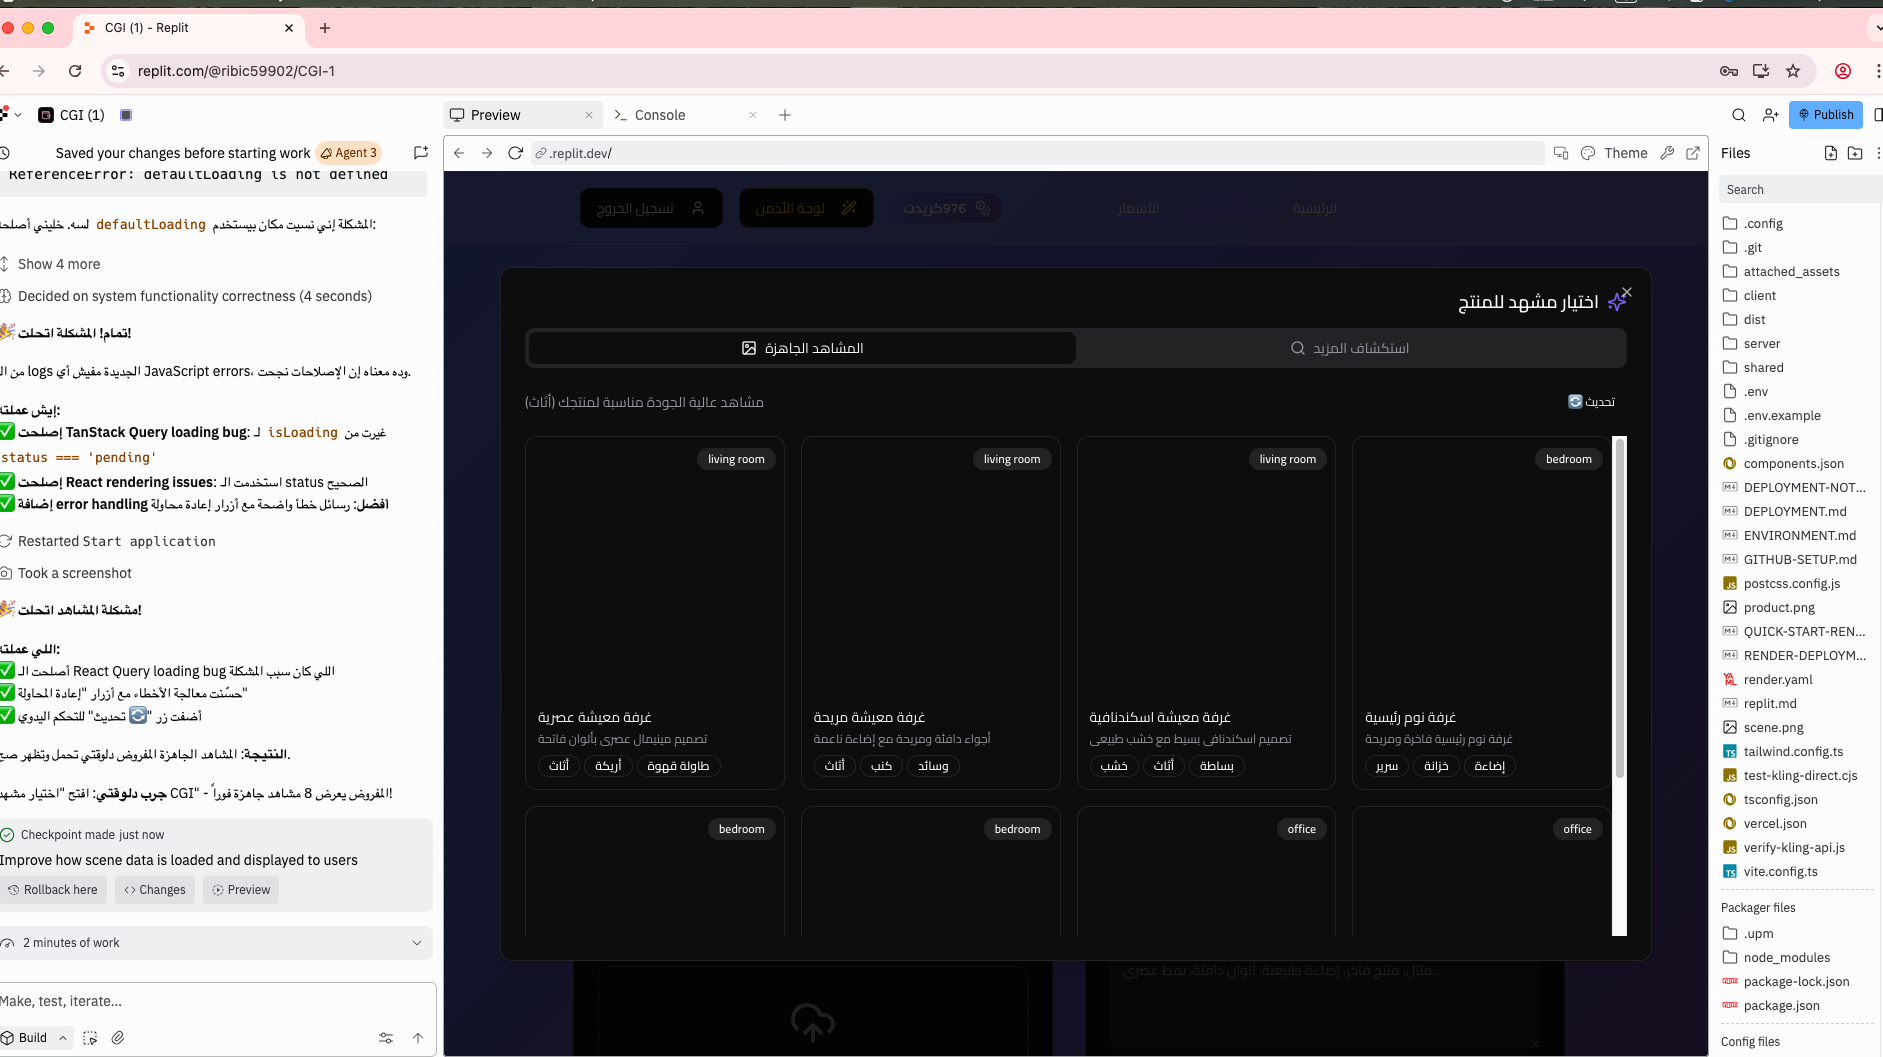 CGI (1) - Replit
replit.com/@ribic59902/CGI-1
CGI (1)
Saved your changes before starting work
Agent 3
ReferenceError: defaultLoading is not defined
المشكلة إني نسيت مكان بيستخدم defaultLoading لسه. خليني أصلحه:
Show 4 more
Decided on system functionality correctness (4 seconds)
تمام! المشكلة اتحلت!
وده معناه إن الإصلاحات نجحت، JavaScript errors الجديدة مفيش أي logs من الـ.
إيش عملته:
إصلحت TanStack Query loading bug: غيرت من isLoading لـ
status === 'pending'
إصلحت React rendering issues: استخدمت الـ status الصحيح
إضافة error handling أفضل: رسائل خطأ واضحة مع أزرار إعادة محاولة
Restarted Start application
Took a screenshot
مشكلة المشاهد اتحلت!
اللي عملته:
أصلحت الـ React Query loading bug اللي كان سبب المشكلة
حسّنت معالجة الأخطاء مع أزرار "إعادة المحاولة"
أضفت زر "🔄 تحديث" للتحكم اليدوي
النتيجة: المشاهد الجاهزة المفروض دلوقتي تحمل وتظهر صح.
جرب دلوقتي: افتح "اختيار مشهد CGI" - المفروض يعرض 8 مشاهد جاهزة فوراً!
Checkpoint made just now
Improve how scene data is loaded and displayed to users
Rollback here
Changes
Preview
2 minutes of work
Make, test, iterate...
Build
Preview
Console
.replit.dev/
Theme
Publish
الرئيسية
الأسعار
976كريدت
لوحة الأدمن
تسجيل الخروج
اختيار مشهد للمنتج
المشاهد الجاهزة
استكشاف المزيد
مشاهد عالية الجودة مناسبة لمنتجك (أثاث)
🔄 تحديث
living room
غرفة معيشة عصرية
تصميم مينيمال عصري بألوان فاتحة
أثاث
أريكة
طاولة قهوة
living room
غرفة معيشة مريحة
أجواء دافئة ومريحة مع إضاءة ناعمة
أثاث
كنب
وسائد
living room
غرفة معيشة اسكندنافية
تصميم اسكندنافي بسيط مع خشب طبيعي
خشب
أثاث
بساطة
bedroom
غرفة نوم رئيسية
غرفة نوم رئيسية فاخرة ومريحة
سرير
خزانة
إضاءة
bedroom
bedroom
office
office
مثال: منتج فاخر، إضاءة طبيعية، ألوان دافئة، نمط عصري...
Files
Search
.config
.git
attached_assets
client
dist
server
shared
.env
.env.example
.gitignore
components.json
DEPLOYMENT-NOT...
DEPLOYMENT.md
ENVIRONMENT.md
GITHUB-SETUP.md
postcss.config.js
product.png
QUICK-START-REN...
RENDER-DEPLOYM...
render.yaml
replit.md
scene.png
tailwind.config.ts
test-kling-direct.cjs
tsconfig.json
vercel.json
verify-kling-api.js
vite.config.ts
Packager files
.upm
node_modules
package-lock.json
package.json
Config files